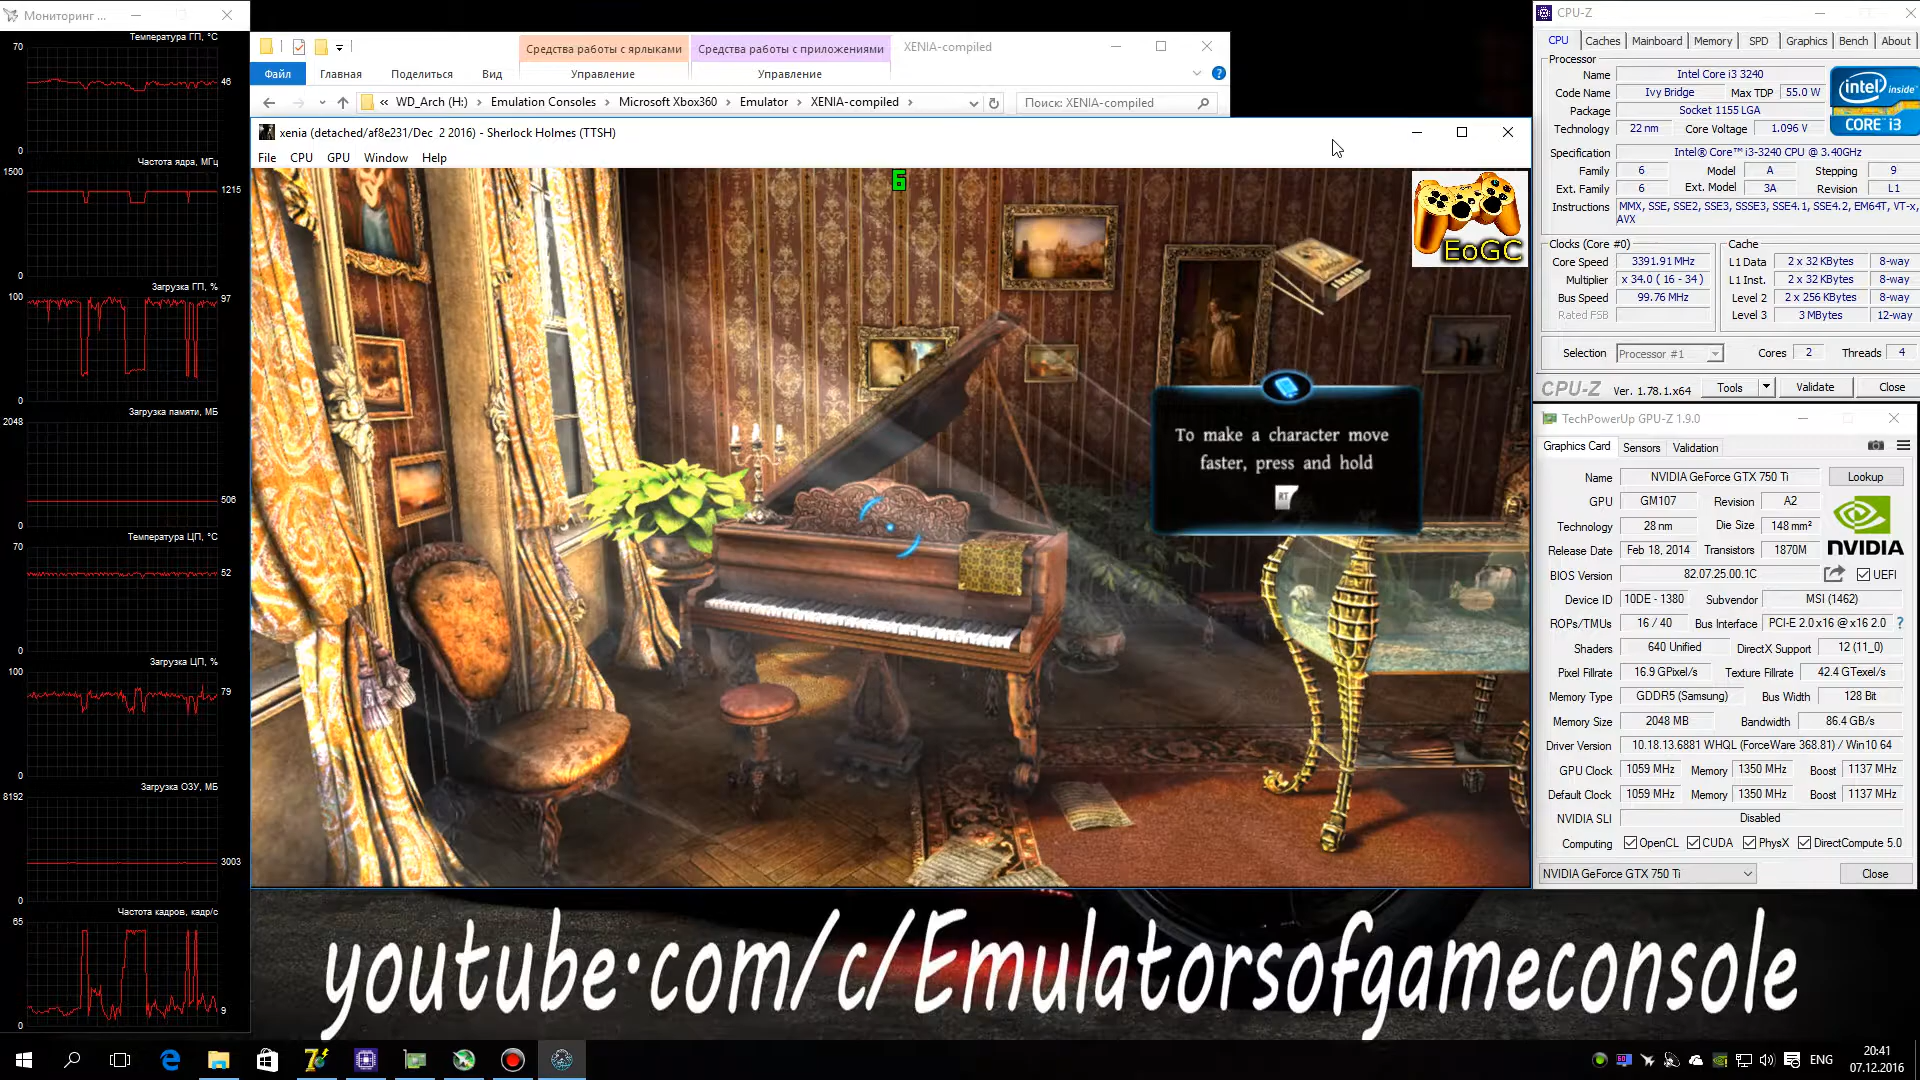 Мониторинг ...
Температура ГП, °C
70
46
0
Частота ядра, МГц
1500
1215
0
Загрузка ГП, %
100
97
0
Загрузка памяти, МБ
2048
506
0
Температура ЦП, °C
70
52
0
Загрузка ЦП, %
100
79
0
Загрузка ОЗУ, МБ
8192
3003
0
Частота кадров, кадр/с
65
9
0
Средства работы с ярлыками
Средства работы с приложениями
XENIA-compiled
Файл
Главная
Поделиться
Вид
Управление
Управление
« WD_Arch (H:) > Emulation Consoles > Microsoft Xbox360 > Emulator > XENIA-compiled >
Поиск: XENIA-compiled
xenia (detached/af8e231/Dec 2 2016) - Sherlock Holmes (TTSH)
File CPU GPU Window Help
6
EoGC
To make a character move
faster, press and hold
RT
CPU-Z
CPU Caches Mainboard Memory SPD Graphics Bench About
Processor
Name Intel Core i3 3240
Code Name Ivy Bridge Max TDP 55.0 W
Package Socket 1155 LGA
Technology 22 nm Core Voltage 1.096 V
intel inside™
CORE i3
Specification Intel® Core™ i3-3240 CPU @ 3.40GHz
Family 6 Model A Stepping 9
Ext. Family 6 Ext. Model 3A Revision L1
Instructions MMX, SSE, SSE2, SSE3, SSSE3, SSE4.1, SSE4.2, EM64T, VT-x,
AVX
Clocks (Core #0)
Core Speed 3391.91 MHz
Multiplier x 34.0 ( 16 - 34 )
Bus Speed 99.76 MHz
Rated FSB
Cache
L1 Data 2 x 32 KBytes 8-way
L1 Inst. 2 x 32 KBytes 8-way
Level 2 2 x 256 KBytes 8-way
Level 3 3 MBytes 12-way
Selection Processor #1 Cores 2 Threads 4
CPU-Z Ver. 1.78.1.x64 Tools Validate Close
TechPowerUp GPU-Z 1.9.0
Graphics Card Sensors Validation
Name NVIDIA GeForce GTX 750 Ti Lookup
GPU GM107 Revision A2
Technology 28 nm Die Size 148 mm²
Release Date Feb 18, 2014 Transistors 1870M
NVIDIA
BIOS Version 82.07.25.00.1C UEFI
Device ID 10DE - 1380 Subvendor MSI (1462)
ROPs/TMUs 16 / 40 Bus Interface PCI-E 2.0 x16 @ x16 2.0 ?
Shaders 640 Unified DirectX Support 12 (11_0)
Pixel Fillrate 16.9 GPixel/s Texture Fillrate 42.4 GTexel/s
Memory Type GDDR5 (Samsung) Bus Width 128 Bit
Memory Size 2048 MB Bandwidth 86.4 GB/s
Driver Version 10.18.13.6881 WHQL (ForceWare 368.81) / Win10 64
GPU Clock 1059 MHz Memory 1350 MHz Boost 1137 MHz
Default Clock 1059 MHz Memory 1350 MHz Boost 1137 MHz
NVIDIA SLI Disabled
Computing OpenCL CUDA PhysX DirectCompute 5.0
NVIDIA GeForce GTX 750 Ti Close
youtube.com/c/Emulatorsofgameconsole
ENG
20:41
07.12.2016